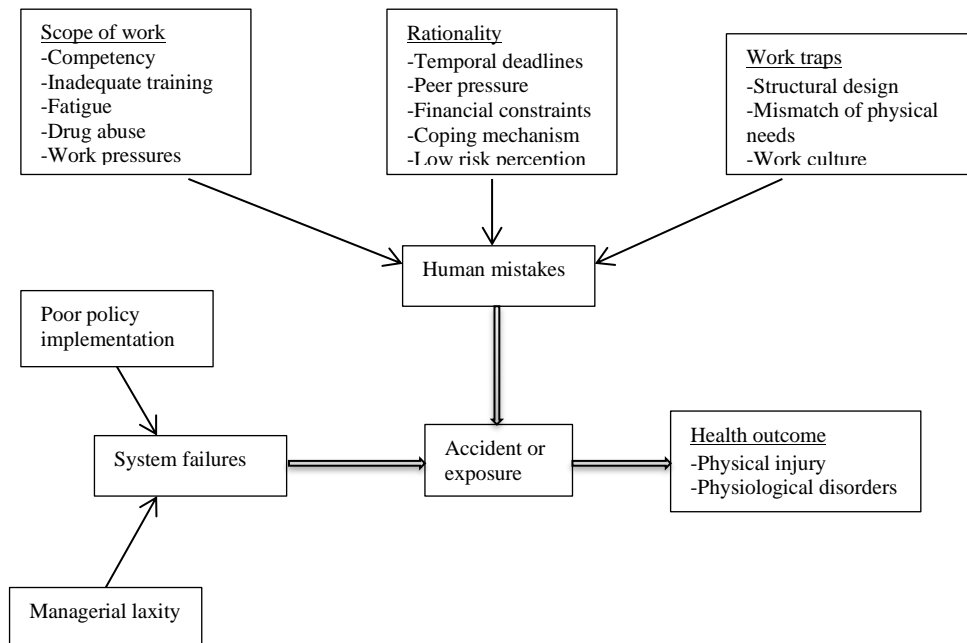 Scope of work
-Competency
-Inadequate training
-Fatigue
-Drug abuse
-Work pressures
Rationality
-Temporal deadlines
-Peer pressure
-Financial constraints
-Coping mechanism
-Low risk perception
Work traps
-Structural design
-Mismatch of physical
needs
-Work culture
Human mistakes
Poor policy
implementation
System failures
Accident or
exposure
Health outcome
-Physical injury
-Physiological disorders
Managerial laxity